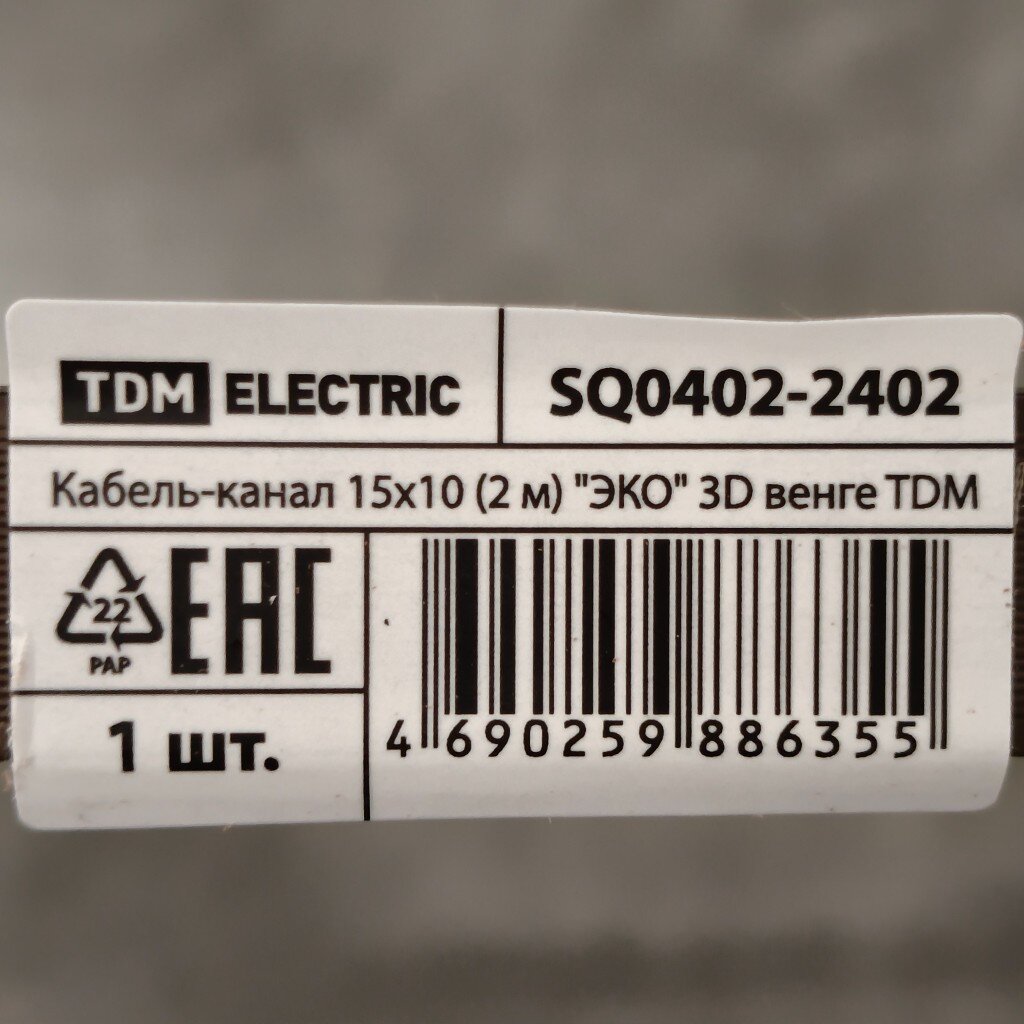 TDM ELECTRIC
SQ0402-2402
Кабель-канал 15х10 (2 м) "ЭКО" 3D венге TDM
22
PAP
EAC
1 шт.
4 690259 886355